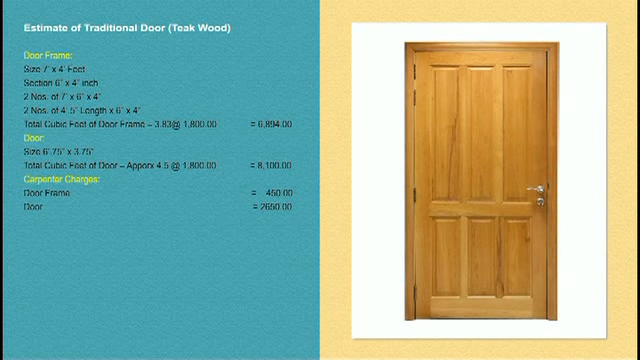 Estimate of Traditional Door (Teak Wood)
Door Frame:
Size 7' x 4' Feet
Section 6" x 4" inch
2 Nos. of 7' x 6" x 4"
2 Nos. of 4'.5" Length x 6" x 4"
Total Cubic Feet of Door Frame – 3.83@ 1,800.00 = 6,894.00
Door:
Size 6'.75" x 3.75"
Total Cubic Feet of Door – Apporx 4.5 @ 1,800.00 = 8,100.00
Carpenter Charges:
Door Frame = 450.00
Door = 2650.00